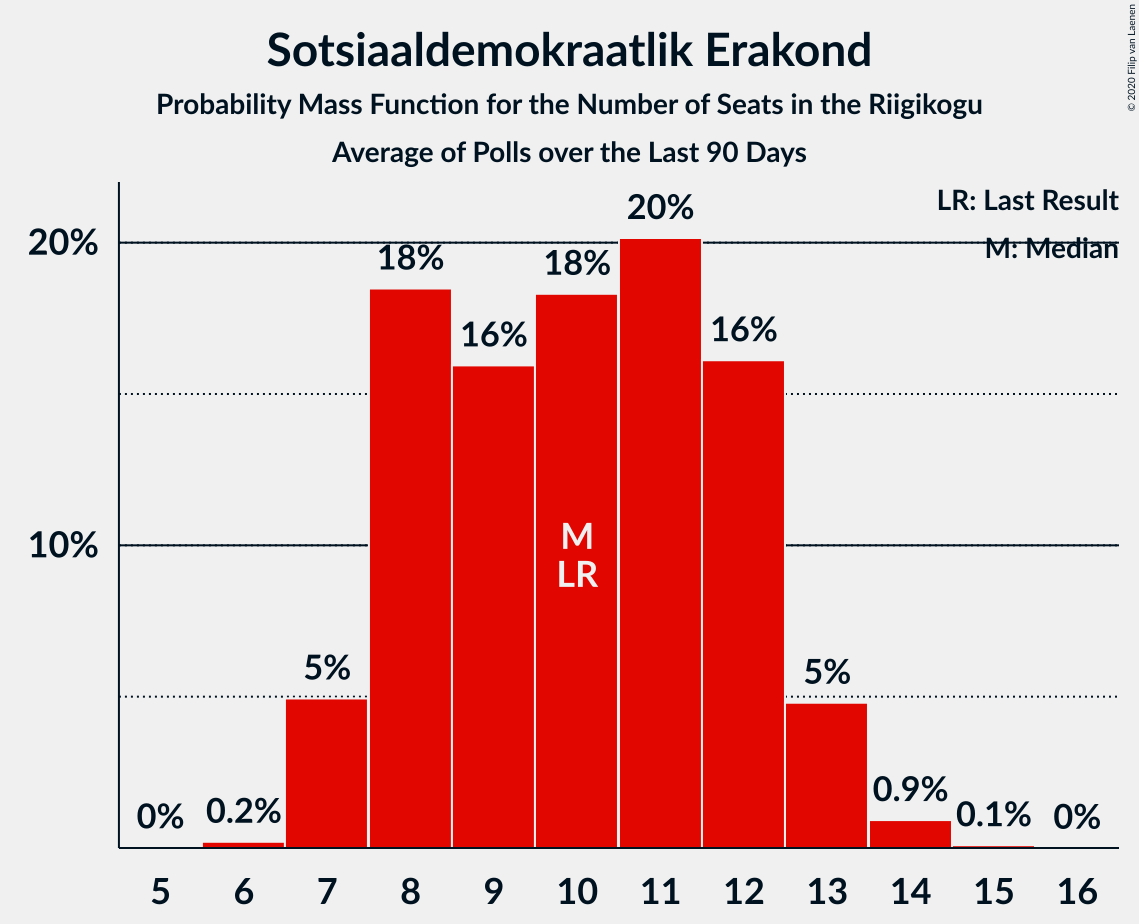 Sotsiaaldemokraatlik Erakond
Probability Mass Function for the Number of Seats in the Riigikogu
Average of Polls over the Last 90 Days
© 2020 Filip van Laenen
LR: Last Result
M: Median
20%
10%
0%
0.2%
5%
18%
16%
18%
20%
16%
5%
0.9%
0.1%
0%
M
LR
5 6 7 8 9 10 11 12 13 14 15 16